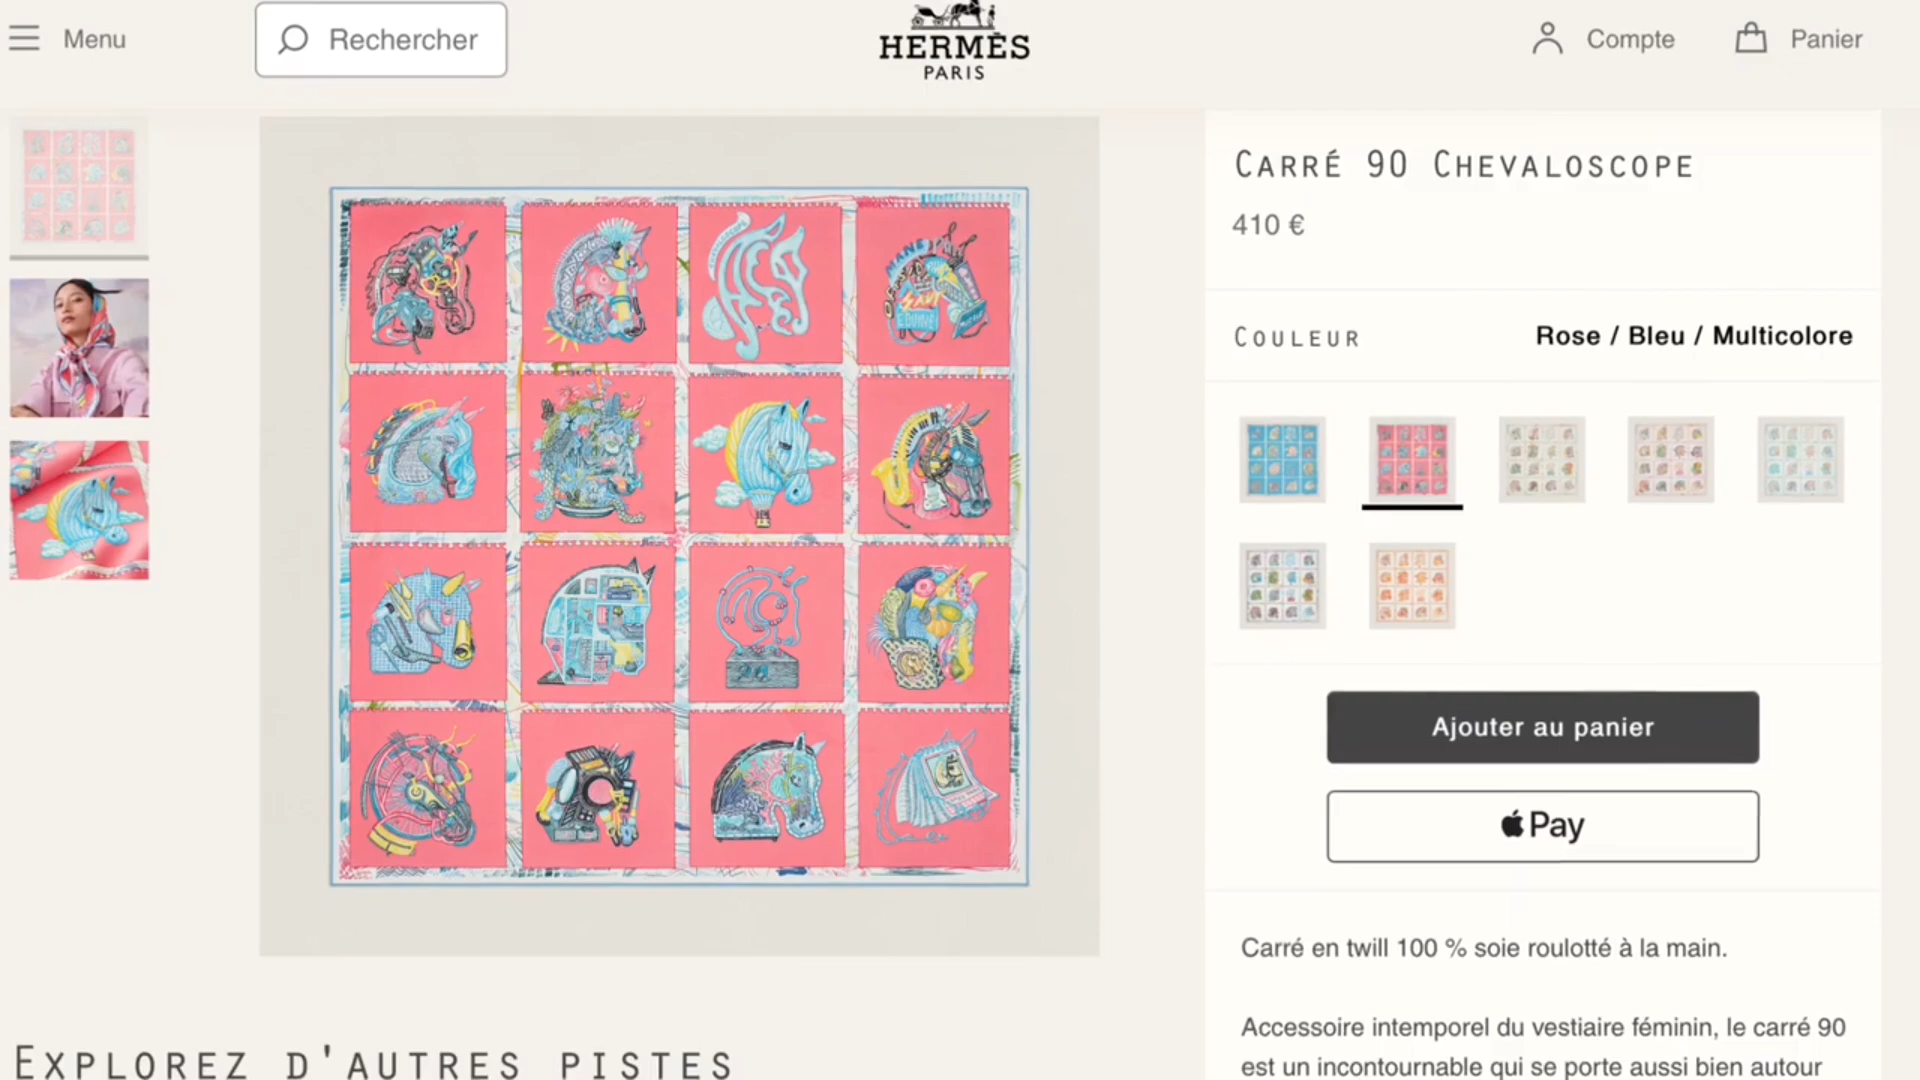 Menu
Rechercher
HERMÈS
PARIS
Compte
Panier
Carré 90 Chevaloscope
410 €
Couleur
Rose / Bleu / Multicolore
Ajouter au panier
Pay
Carré en twill 100 % soie roulotté à la main.
Accessoire intemporel du vestiaire féminin, le carré 90
est un incontournable qui se porte aussi bien autour
Explorez d'autres pistes